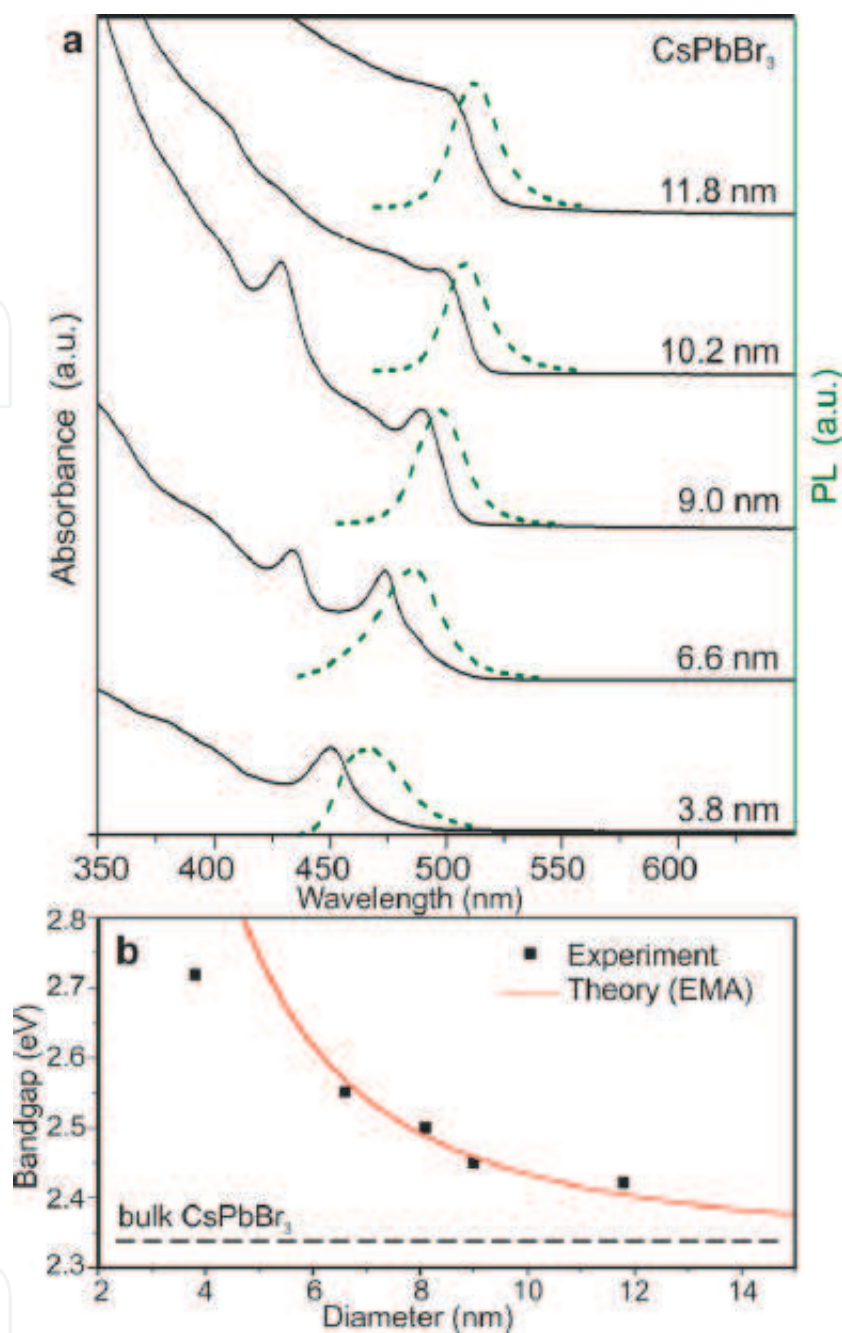 a
CsPbBr₃
11.8 nm
10.2 nm
9.0 nm
6.6 nm
3.8 nm
Absorbance (a.u.)
PL (a.u.)
350 400 450 500 550 600
Wavelength (nm)
b
Experiment
Theory (EMA)
2.8
2.7
2.6
2.5
2.4
2.3
Bandgap (eV)
bulk CsPbBr₃
2 4 6 8 10 12 14
Diameter (nm)